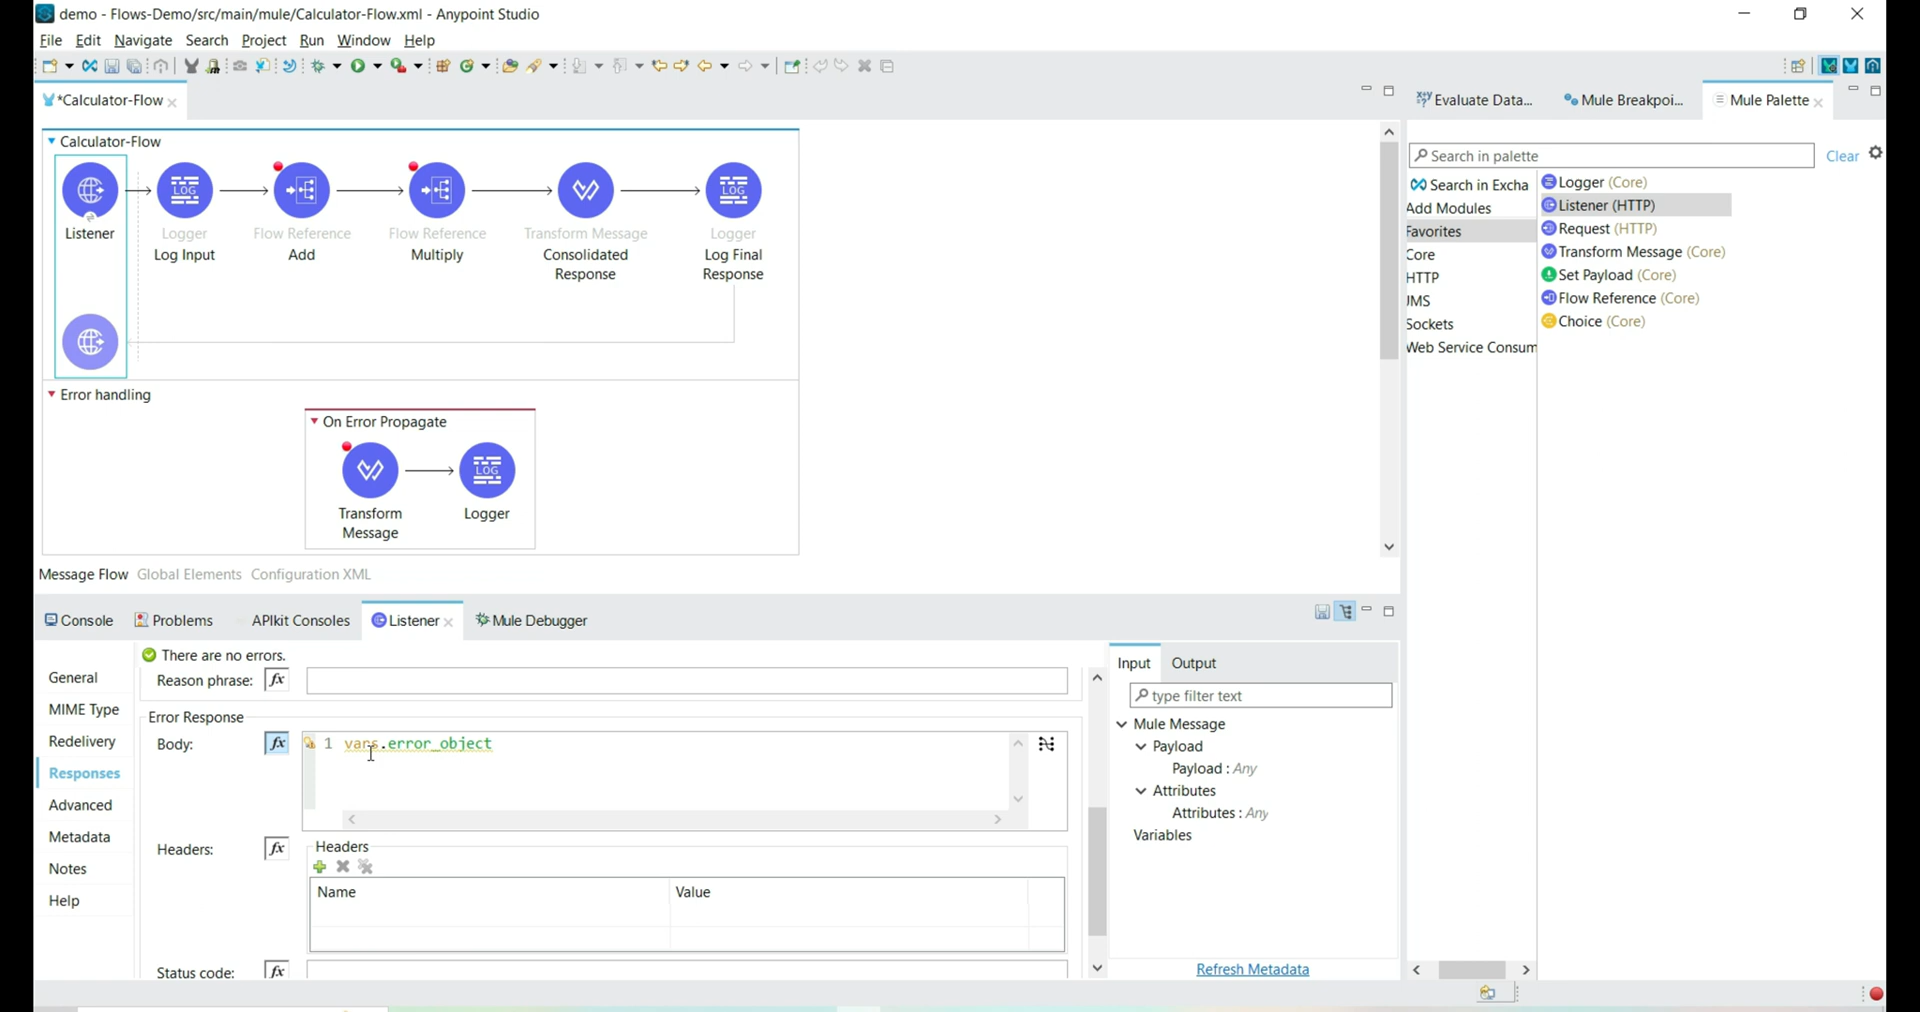 demo - Flows-Demo/src/main/mule/Calculator-Flow.xml - Anypoint Studio
File Edit Navigate Search Project Run Window Help
*Calculator-Flow
Evaluate Data... Mule Breakpoi... Mule Palette
Calculator-Flow
Listener
LOG
Logger
Log Input
Flow Reference
Add
Flow Reference
Multiply
Transform Message
Consolidated
Response
LOG
Logger
Log Final
Response
Error handling
On Error Propagate
Transform
Message
LOG
Logger
Search in palette
Clear
Search in Excha
Add Modules
Favorites
Core
HTTP
JMS
Sockets
Web Service Consum
Logger (Core)
Listener (HTTP)
Request (HTTP)
Transform Message (Core)
Set Payload (Core)
Flow Reference (Core)
Choice (Core)
Message Flow Global Elements Configuration XML
Console Problems APIkit Consoles Listener Mule Debugger
There are no errors.
General
MIME Type
Redelivery
Responses
Advanced
Metadata
Notes
Help
Reason phrase: fx
Error Response
Body: fx 1 vars.error_object
Headers: fx Headers
Name Value
Status code: fx
Input Output
type filter text
Mule Message
Payload
Payload : Any
Attributes
Attributes : Any
Variables
Refresh Metadata